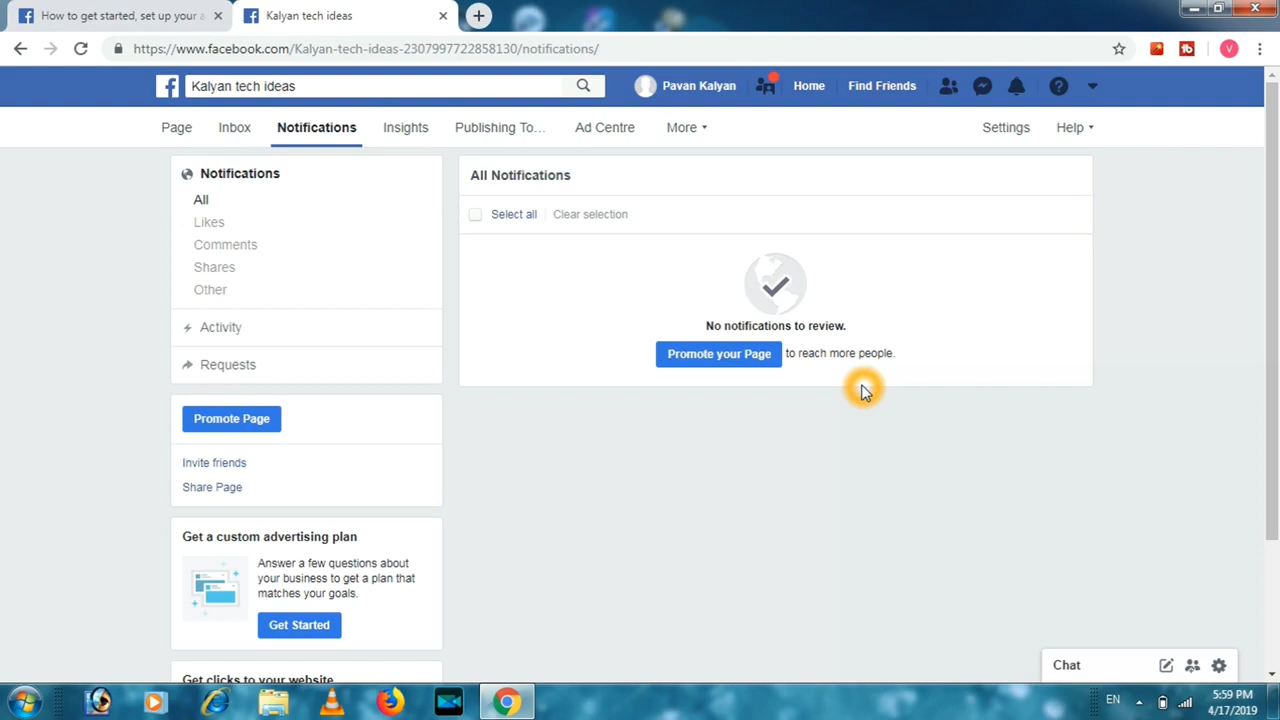 How to get started, set up your a
Kalyan tech ideas
https://www.facebook.com/Kalyan-tech-ideas-2307997722858130/notifications/
Kalyan tech ideas
Pavan Kalyan
Home
Find Friends
Page
Inbox
Notifications
Insights
Publishing To...
Ad Centre
More
Settings
Help
Notifications
All
Likes
Comments
Shares
Other
Activity
Requests
Promote Page
Invite friends
Share Page
Get a custom advertising plan
Answer a few questions about
your business to get a plan that
matches your goals.
Get Started
Get clicks to your website
All Notifications
Select all
Clear selection
No notifications to review.
Promote your Page to reach more people.
Chat
EN
5:59 PM
4/17/2019